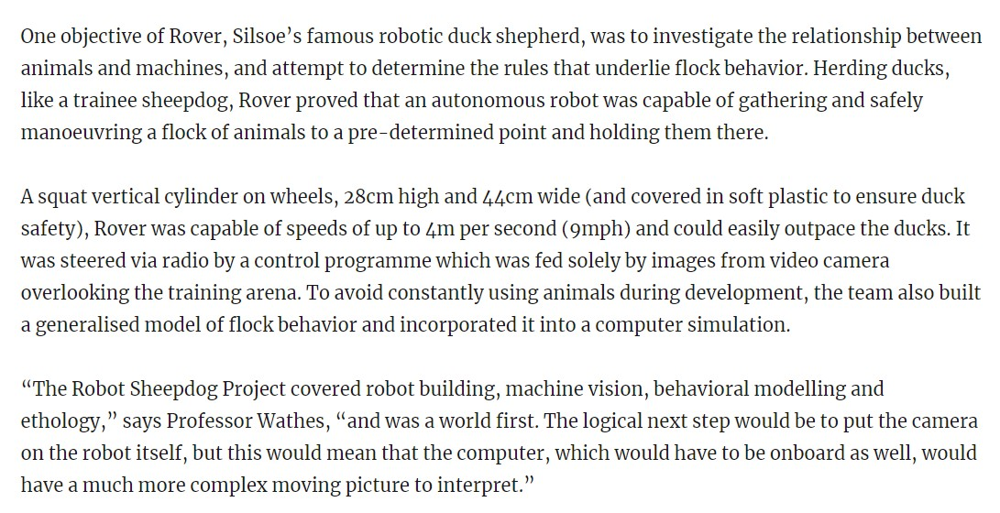 One objective of Rover, Silsoe’s famous robotic duck shepherd, was to investigate the relationship between
animals and machines, and attempt to determine the rules that underlie flock behavior. Herding ducks,
like a trainee sheepdog, Rover proved that an autonomous robot was capable of gathering and safely
manoeuvring a flock of animals to a pre-determined point and holding them there.
A squat vertical cylinder on wheels, 28cm high and 44cm wide (and covered in soft plastic to ensure duck
safety), Rover was capable of speeds of up to 4m per second (9mph) and could easily outpace the ducks. It
was steered via radio by a control programme which was fed solely by images from video camera
overlooking the training arena. To avoid constantly using animals during development, the team also built
a generalised model of flock behavior and incorporated it into a computer simulation.
“The Robot Sheepdog Project covered robot building, machine vision, behavioral modelling and
ethology,” says Professor Wathes, “and was a world first. The logical next step would be to put the camera
on the robot itself, but this would mean that the computer, which would have to be onboard as well, would
have a much more complex moving picture to interpret.”